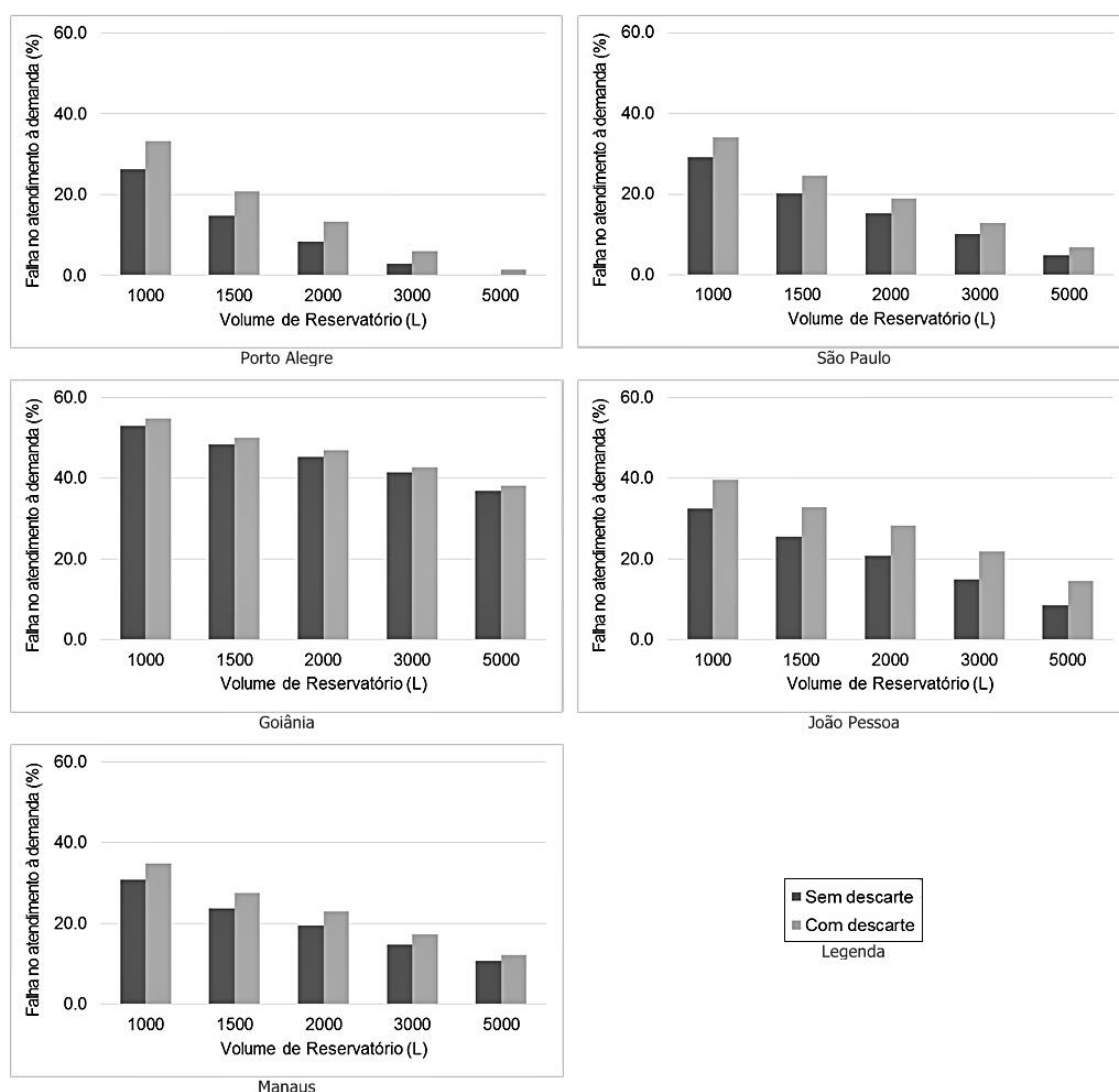 Falha no atendimento à demanda (%)
60.0
40.0
20.0
0.0
1000 1500 2000 3000 5000
Volume de Reservatório (L)
Porto Alegre
Falha no atendimento à demanda (%)
60.0
40.0
20.0
0.0
1000 1500 2000 3000 5000
Volume de Reservatório (L)
São Paulo
Falha no atendimento à demanda (%)
60.0
40.0
20.0
0.0
1000 1500 2000 3000 5000
Volume de Reservatório (L)
Goiânia
Falha no atendimento à demanda (%)
60.0
40.0
20.0
0.0
1000 1500 2000 3000 5000
Volume de Reservatório (L)
João Pessoa
Falha no atendimento à demanda (%)
60.0
40.0
20.0
0.0
1000 1500 2000 3000 5000
Volume de Reservatório (L)
Manaus
Sem descarte
Com descarte
Legenda